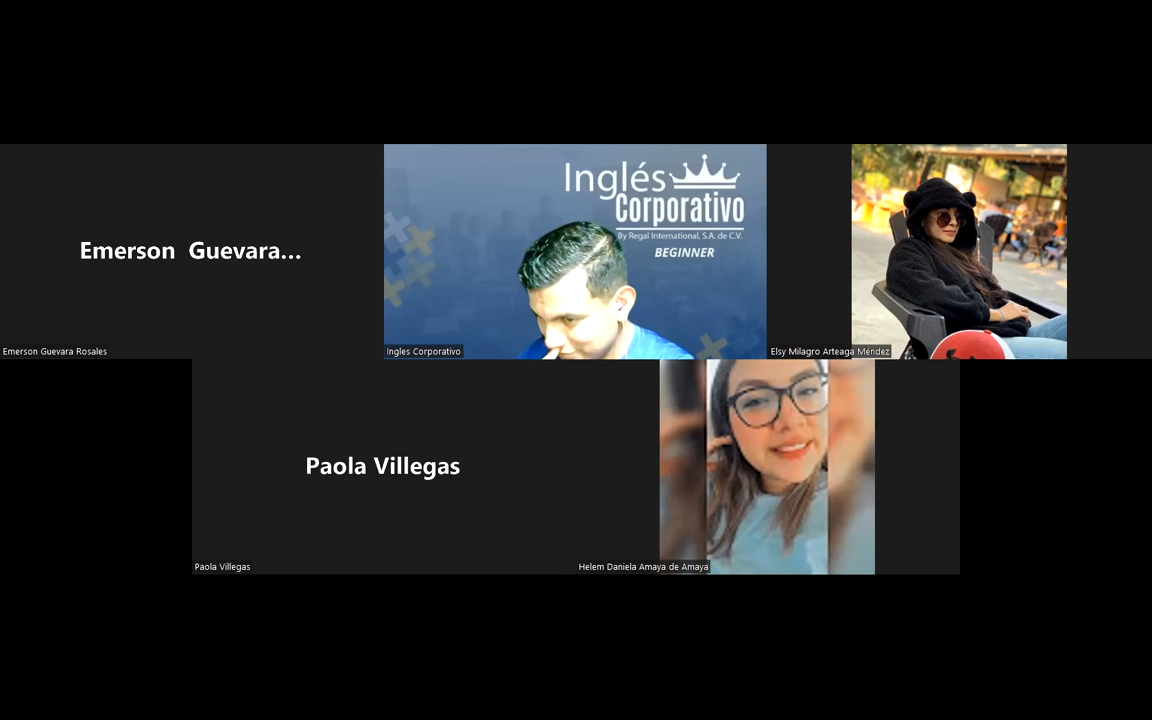 Emerson  Guevara...
Emerson Guevara Rosales
Inglés
Corporativo
By Regal International, S.A. de C.V.
BEGINNER
Ingles Corporativo
Elsy Milagro Arteaga Méndez
Paola Villegas
Paola Villegas
Helem Daniela Amaya de Amaya